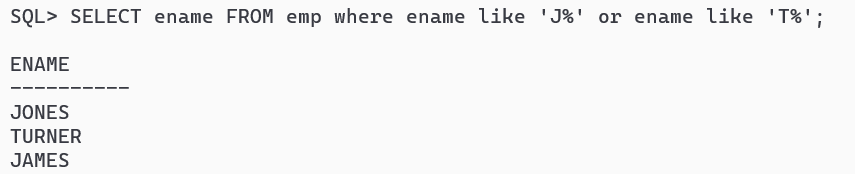 SQL> SELECT ename FROM emp where ename like 'J%' or ename like 'T%';
ENAME
----------
JONES
TURNER
JAMES